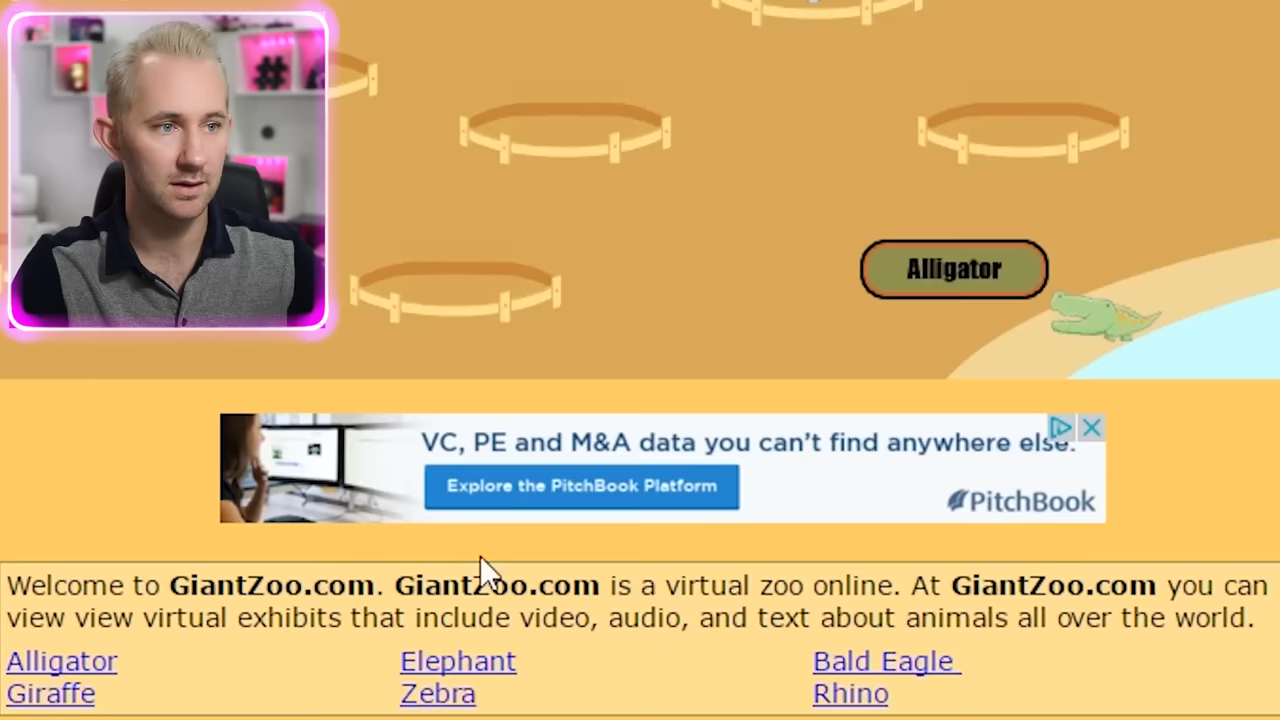 Alligator
VC, PE and M&A data you can't find anywhere else.
Explore the PitchBook Platform
PitchBook
Welcome to GiantZoo.com. GiantZoo.com is a virtual zoo online. At GiantZoo.com you can
view view virtual exhibits that include video, audio, and text about animals all over the world.
Alligator Elephant Bald Eagle
Giraffe Zebra Rhino